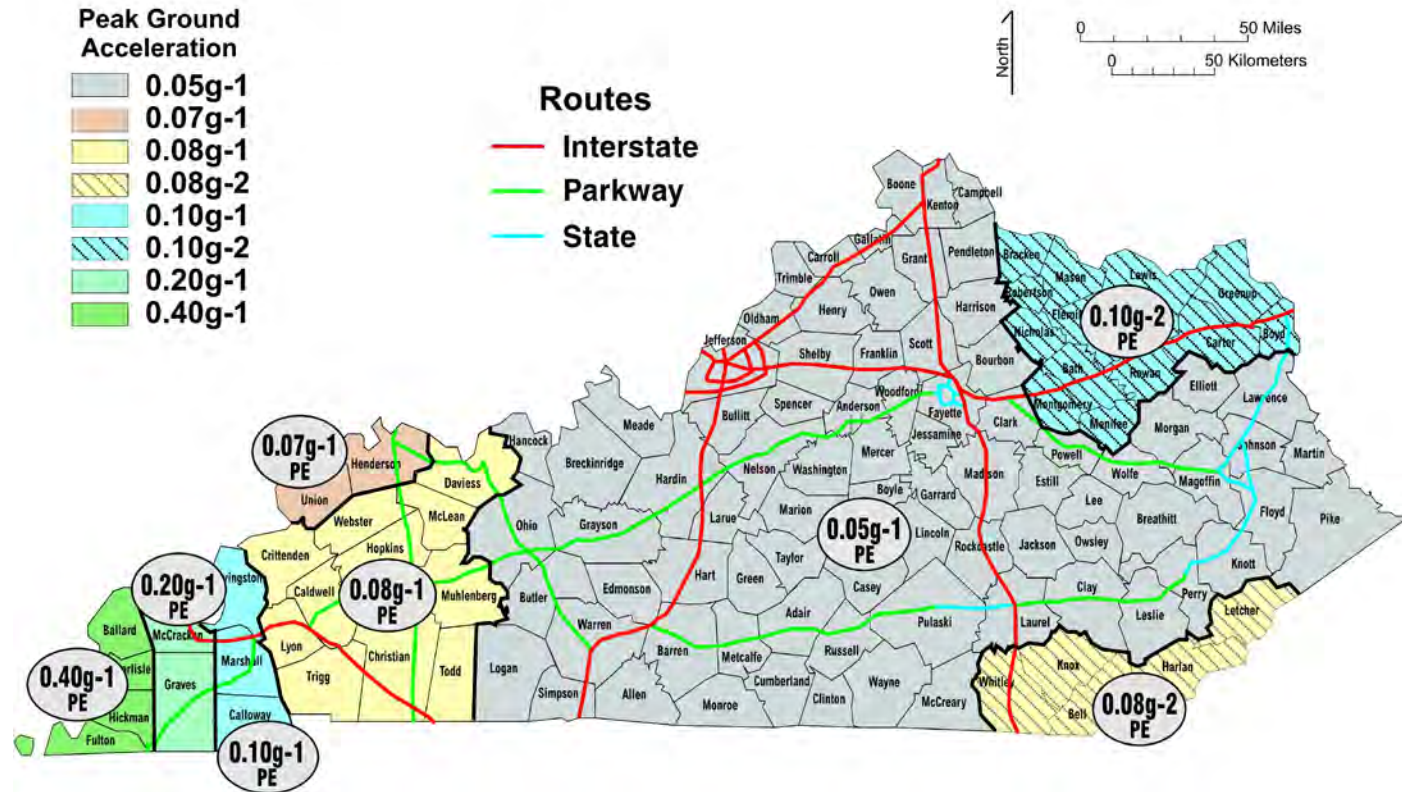 Peak Ground
Acceleration
0.05g-1
0.07g-1
0.08g-1
0.08g-2
0.10g-1
0.10g-2
0.20g-1
0.40g-1
Routes
Interstate
Parkway
State
North
0 50 Miles
0 50 Kilometers
Boone
Campbell
Kenton
Gallatin
Pendleton
Grant
Carroll
Trimble
Owen
Henry
Harrison
Oldham
Bracken
Mason
Lewis
Greenup
Robertson
0.10g-2
PE
Nicholas
Carter
Boyd
Bath
Rowan
Montgomery
Menifee
Jefferson
Shelby
Franklin
Scott
Bourbon
Woodford
Fayette
Clark
Elliott
Lawrence
Morgan
Bullitt
Spencer
Anderson
Jessamine
Powell
Johnson
Martin
Wolfe
Magoffin
Hancock
Meade
Breckinridge
Hardin
Nelson
Washington
Mercer
Madison
Estill
Lee
Boyle
Garrard
Breathitt
Floyd
Pike
0.07g-1
PE
Henderson
Union
Daviess
Webster
McLean
Ohio
Grayson
Larue
Marion
0.05g-1
PE
Lincoln
Rockcastle
Jackson
Owsley
Knott
Crittenden
Hopkins
Caldwell
0.08g-1
PE
Muhlenberg
Butler
Edmonson
Hart
Green
Taylor
Casey
Clay
Perry
Leslie
Letcher
0.20g-1
PE
vingston
Ballard
McCracken
Lyon
Christian
Warren
Adair
Pulaski
Laurel
Marshall
Trigg
Todd
Logan
Barren
Metcalfe
Russell
Knox
Harlan
Whitley
0.40g-1
PE
arlisle
Graves
Hickman
Calloway
Simpson
Allen
Monroe
Cumberland
Clinton
Wayne
McCreary
Bell
0.08g-2
PE
Fulton
0.10g-1
PE